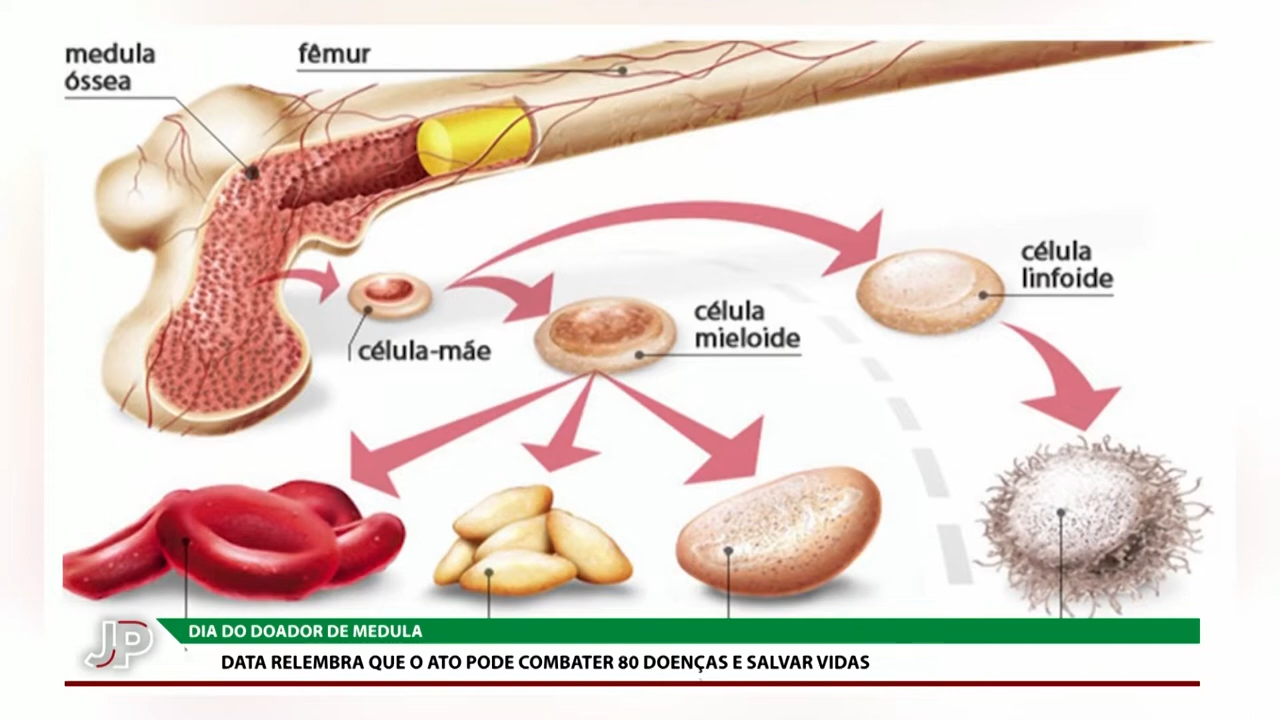 medula
óssea
fêmur
célula
linfoide
célula
mieloide
célula-mãe
JP
DIA DO DOADOR DE MEDULA
DATA RELEMBRA QUE O ATO PODE COMBATER 80 DOENÇAS E SALVAR VIDAS